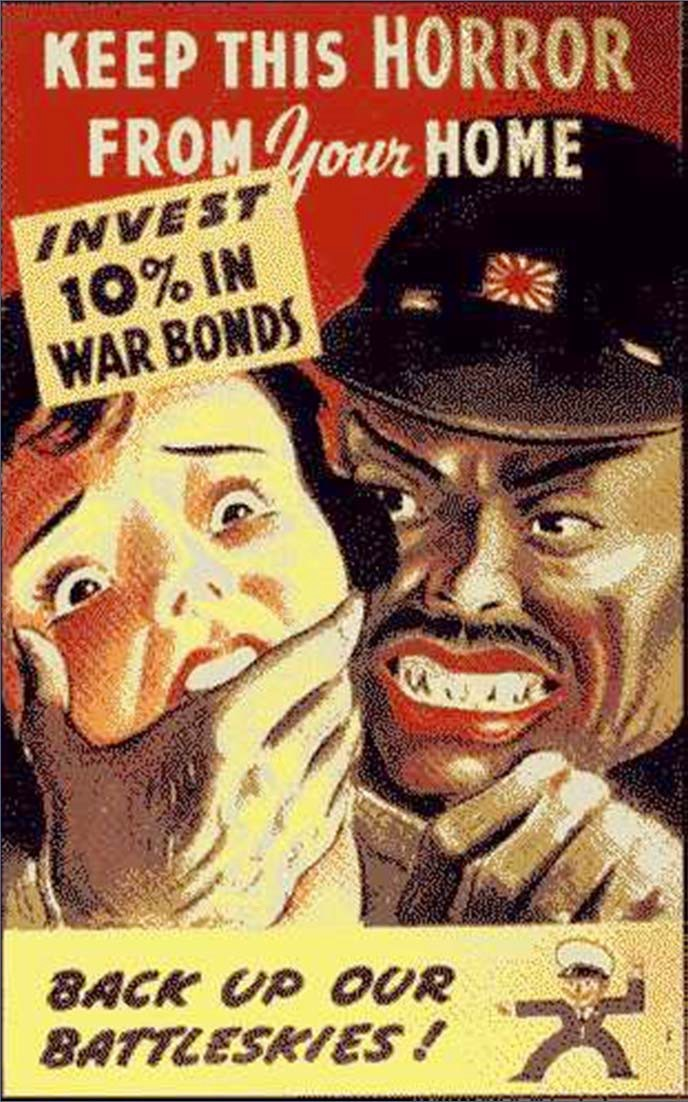 KEEP THIS HORROR
FROM Your HOME
INVEST
10% IN
WAR BONDS
BACK UP OUR
BATTLESKIES!